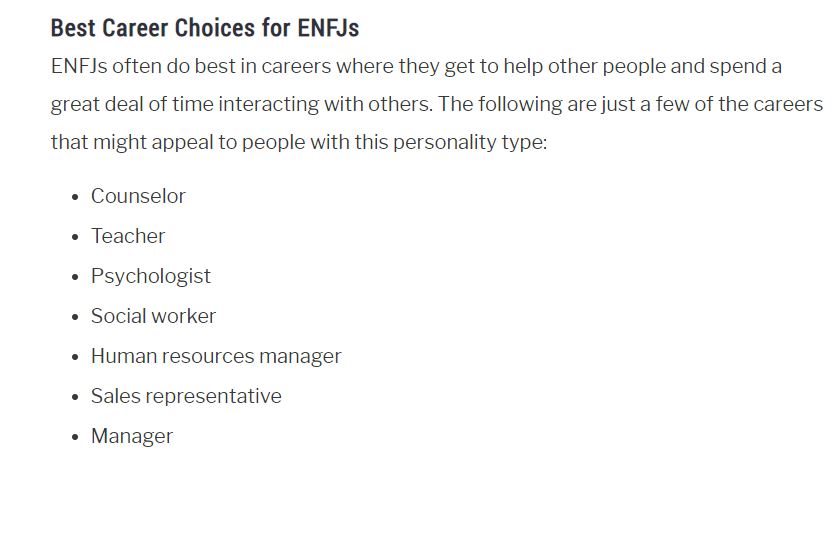 Best Career Choices for ENFJs
ENFJs often do best in careers where they get to help other people and spend a
great deal of time interacting with others. The following are just a few of the careers
that might appeal to people with this personality type:
• Counselor
• Teacher
• Psychologist
• Social worker
• Human resources manager
• Sales representative
• Manager